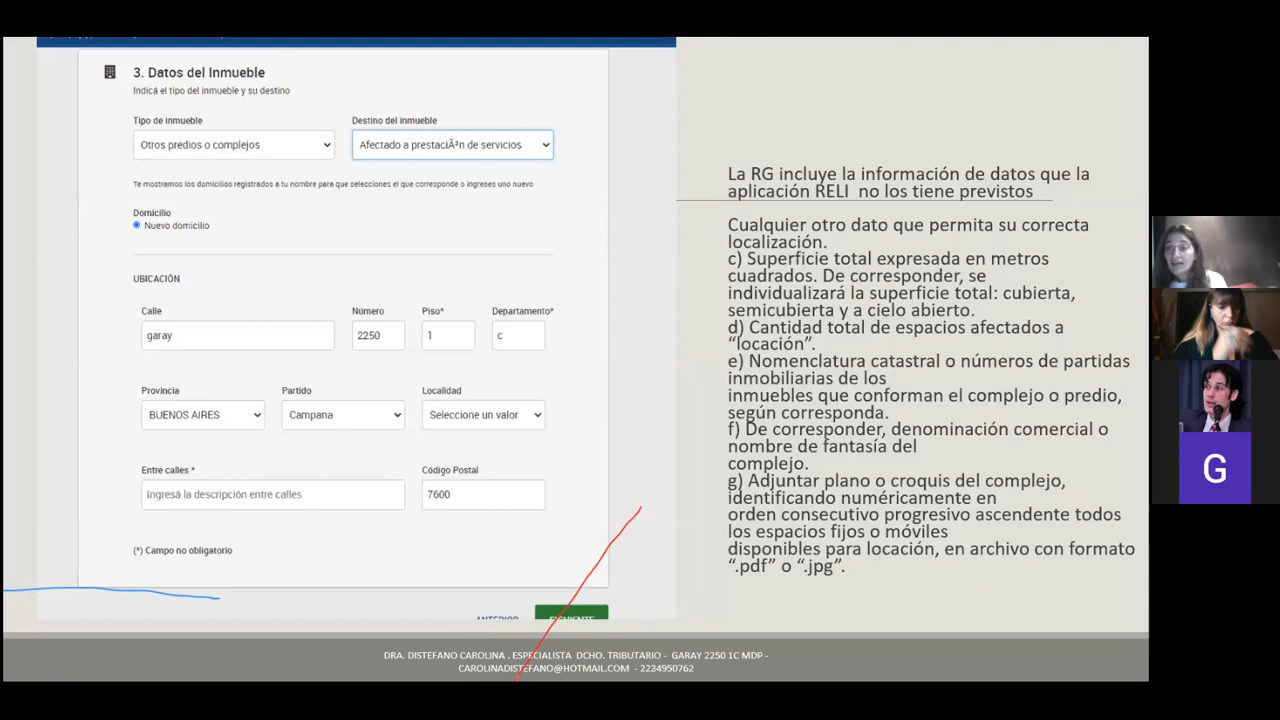 3. Datos del Inmueble
Indicá el tipo del inmueble y su destino
Tipo de inmueble
Destino del inmueble
Otros predios o complejos
Afectado a prestaciÃ³n de servicios
Te mostramos los domicilios registrados a tu nombre para que selecciones el que corresponde o ingreses uno nuevo
Domicilio
Nuevo domicilio
UBICACIÓN
Calle
Número
Piso*
Departamento*
garay
2250
1
c
Provincia
Partido
Localidad
BUENOS AIRES
Campana
Seleccione un valor
Entre calles *
Código Postal
Ingresá la descripción entre calles
7600
(*) Campo no obligatorio
ANTERIOR
SIGUIENTE
La RG incluye la información de datos que la
aplicación RELI no los tiene previstos
Cualquier otro dato que permita su correcta
localización.
c) Superficie total expresada en metros
cuadrados. De corresponder, se
individualizará la superficie total: cubierta,
semicubierta y a cielo abierto.
d) Cantidad total de espacios afectados a
“locación”.
e) Nomenclatura catastral o números de partidas
inmobiliarias de los
inmuebles que conforman el complejo o predio,
según corresponda.
f) De corresponder, denominación comercial o
nombre de fantasía del
complejo.
g) Adjuntar plano o croquis del complejo,
identificando numéricamente en
orden consecutivo progresivo ascendente todos
los espacios fijos o móviles
disponibles para locación, en archivo con formato
“.pdf” o “.jpg”.
DRA. DISTEFANO CAROLINA . ESPECIALISTA DCHO. TRIBUTARIO - GARAY 2250 1C MDP -
CAROLINADISTEFANO@HOTMAIL.COM - 2234950762
G